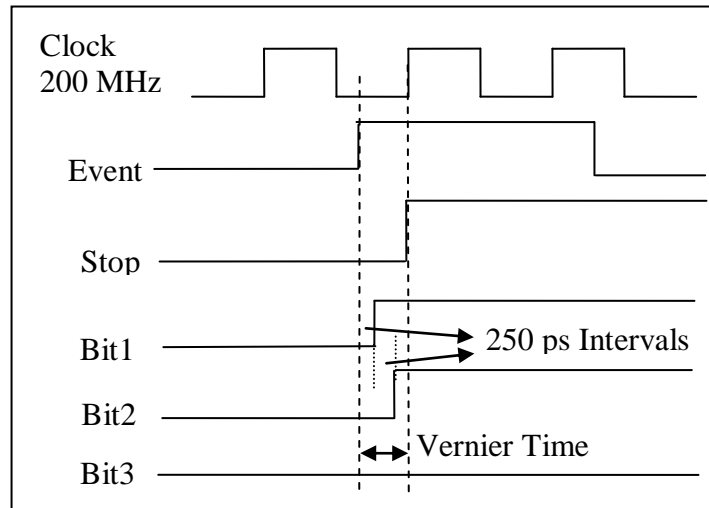 Clock
200 MHz
Event
Stop
Bit1
250 ps Intervals
Bit2
Vernier Time
Bit3